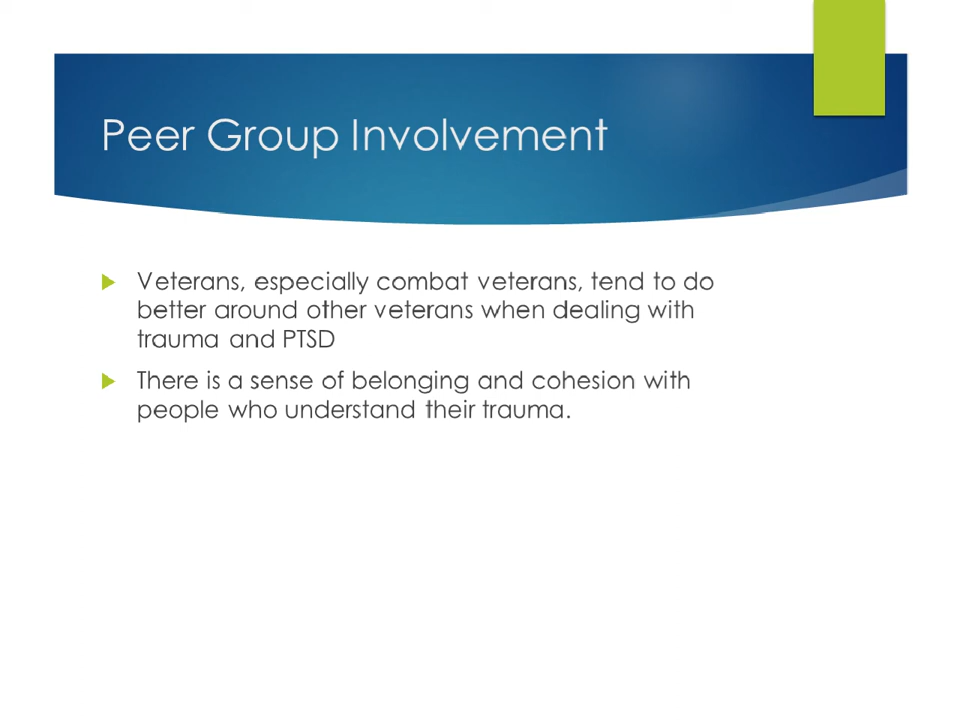 Peer Group Involvement
Veterans, especially combat veterans, tend to do
better around other veterans when dealing with
trauma and PTSD
There is a sense of belonging and cohesion with
people who understand their trauma.